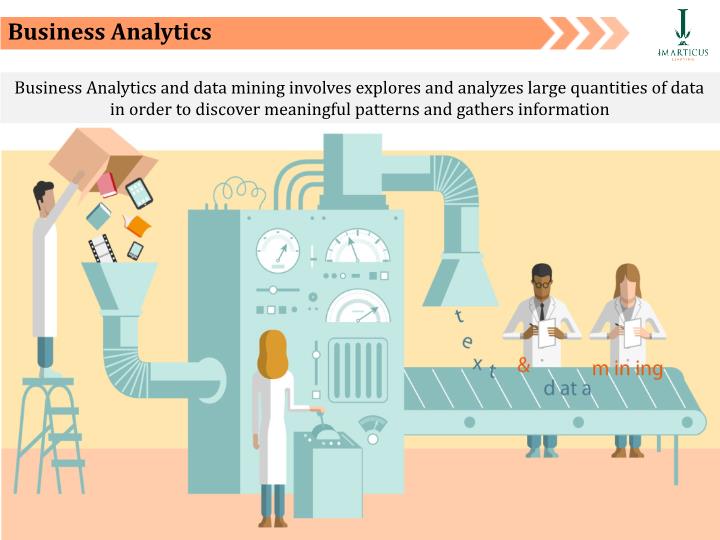 Business Analytics
IMARTICUS
LEARNING
Business Analytics and data mining involves explores and analyzes large quantities of data
in order to discover meaningful patterns and gathers information
text
& data mining